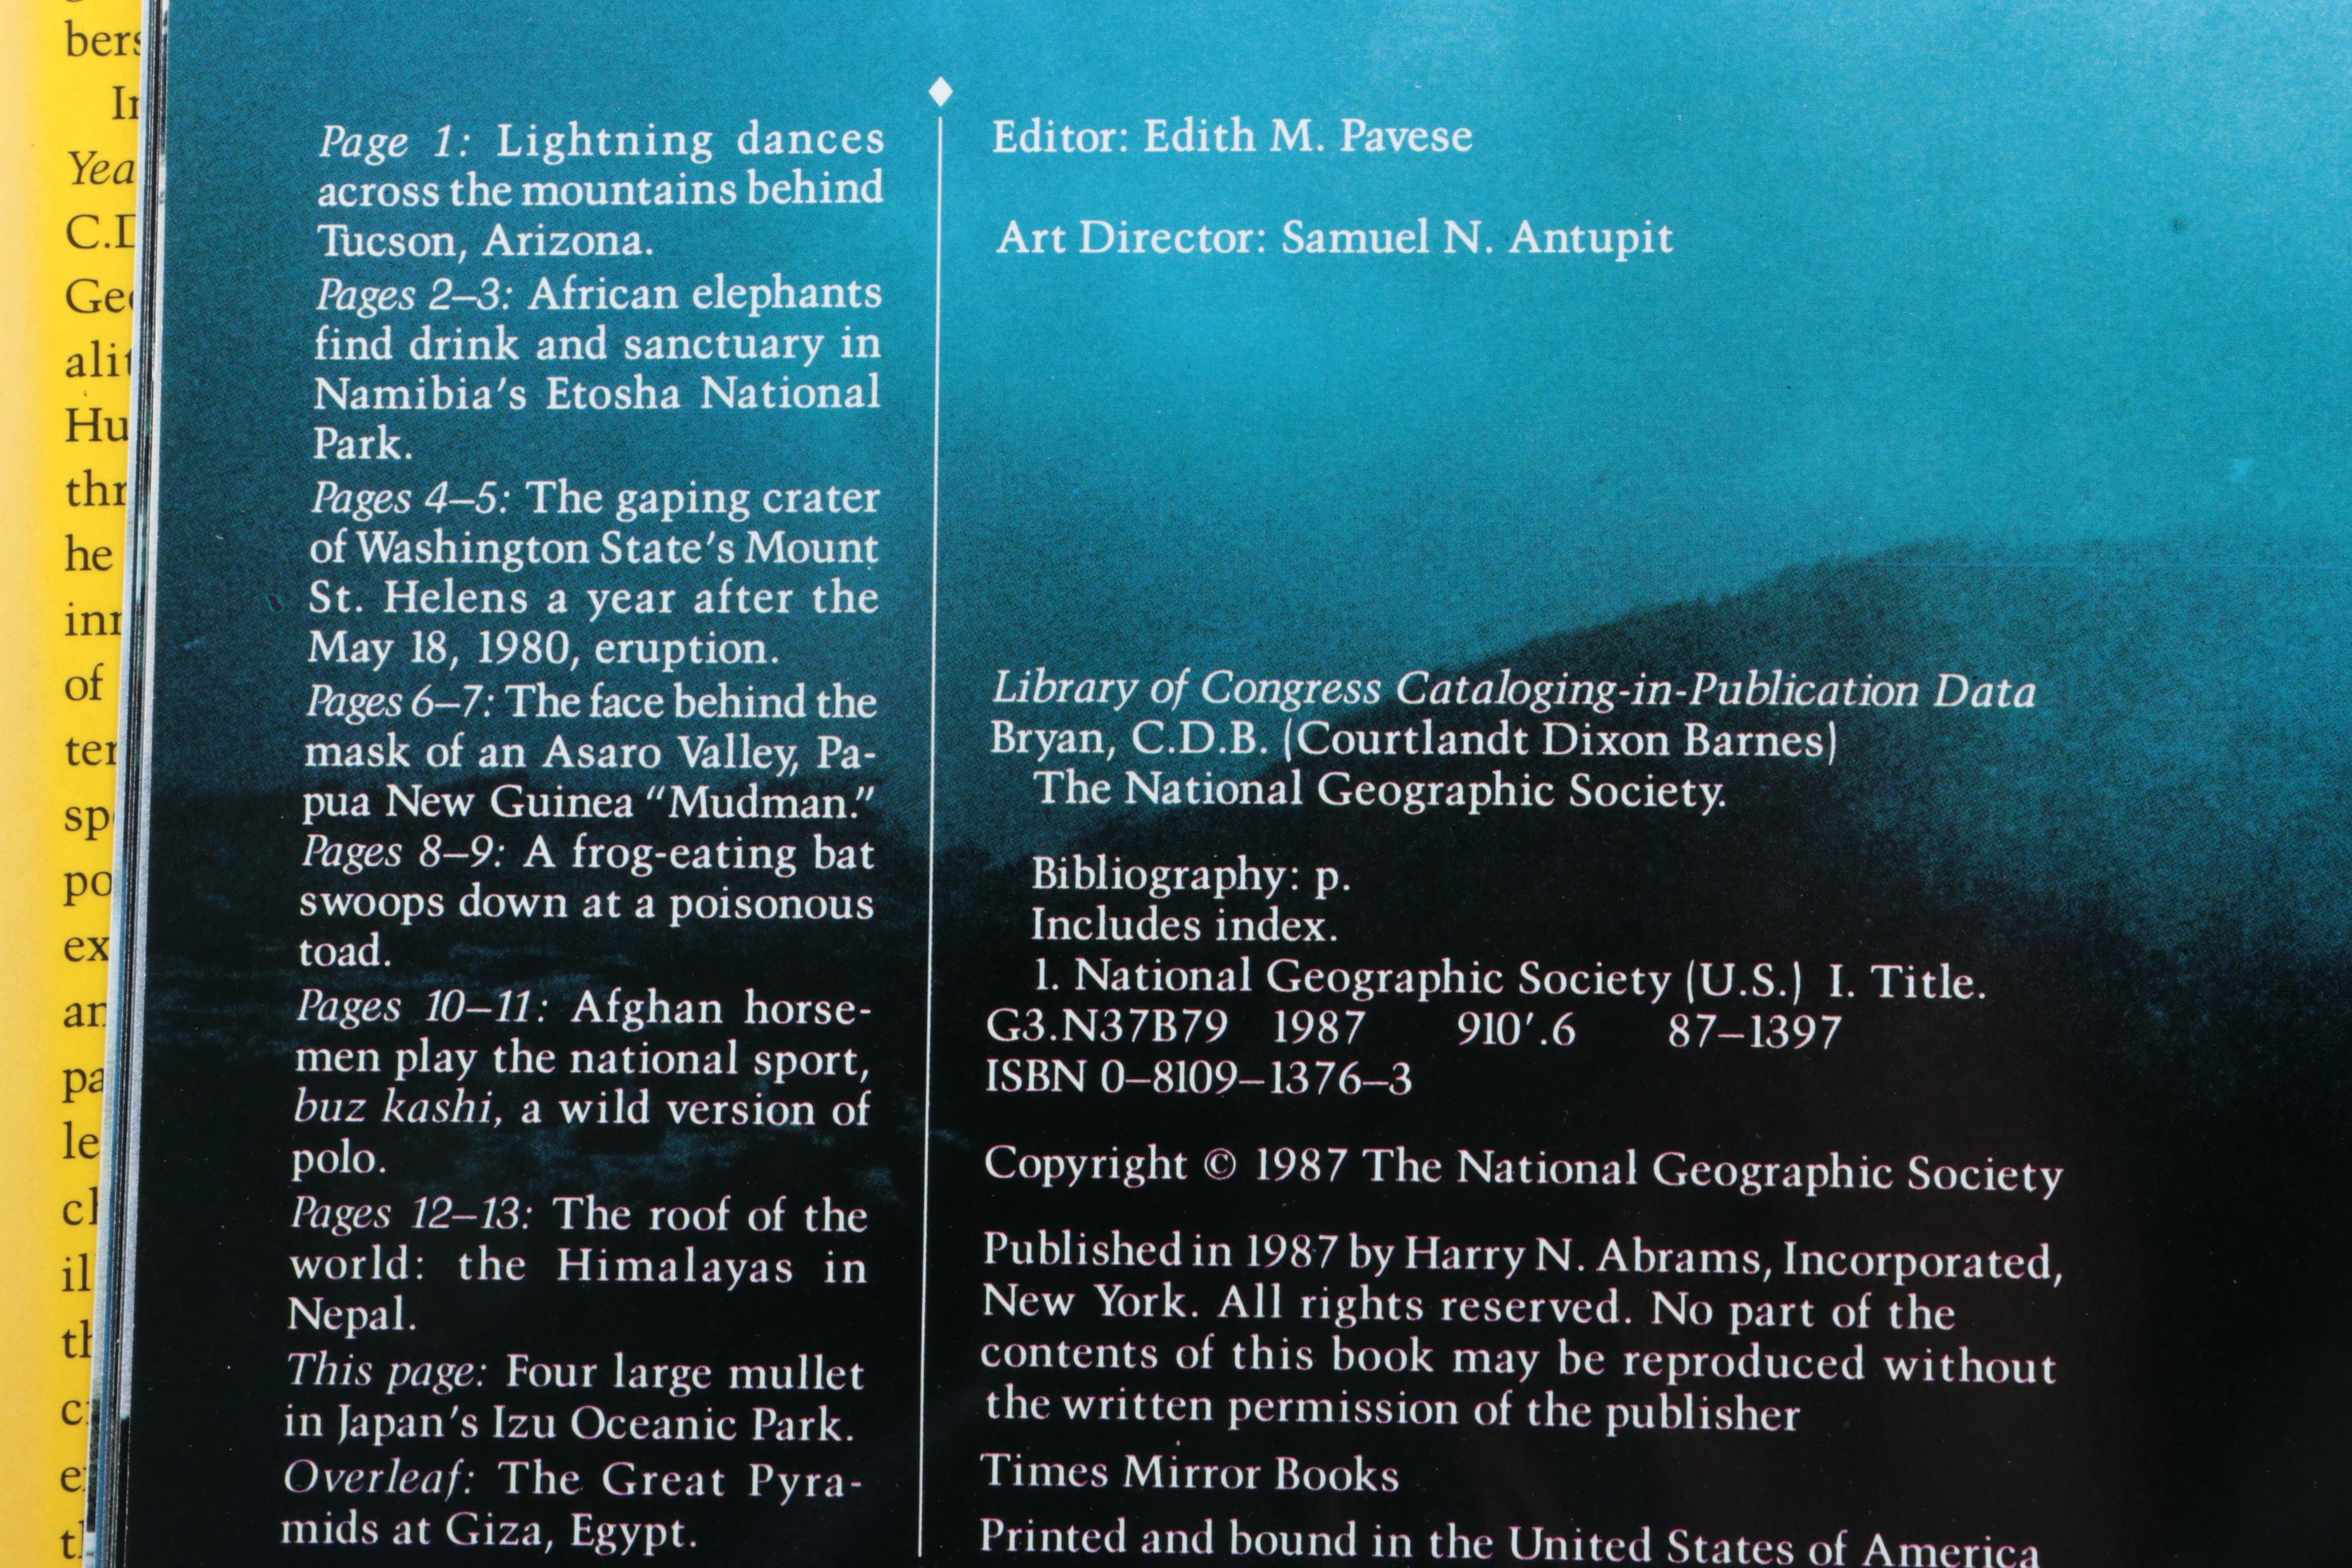 bers
Page 1: Lightning dances
across the mountains behind
Tucson, Arizona.
Pages 2–3: African elephants
find drink and sanctuary in
Namibia's Etosha National
Park.
Pages 4–5: The gaping crater
of Washington State's Mount
St. Helens a year after the
May 18, 1980, eruption.
Pages 6–7: The face behind the
mask of an Asaro Valley, Pa-
pua New Guinea “Mudman.”
Pages 8–9: A frog-eating bat
swoops down at a poisonous
toad.
Pages 10–11: Afghan horse-
men play the national sport,
buz kashi, a wild version of
polo.
Pages 12–13: The roof of the
world: the Himalayas in
Nepal.
This page: Four large mullet
in Japan's Izu Oceanic Park.
Overleaf: The Great Pyra-
mids at Giza, Egypt.
Editor: Edith M. Pavese
Art Director: Samuel N. Antupit
Library of Congress Cataloging-in-Publication Data
Bryan, C.D.B. (Courtlandt Dixon Barnes)
The National Geographic Society.
Bibliography: p.
Includes index.
1. National Geographic Society (U.S.) I. Title.
G3.N37B79 1987 910'.6 87–1397
ISBN 0–8109–1376–3
Copyright © 1987 The National Geographic Society
Published in 1987 by Harry N. Abrams, Incorporated,
New York. All rights reserved. No part of the
contents of this book may be reproduced without
the written permission of the publisher
Times Mirror Books
Printed and bound in the United States of America